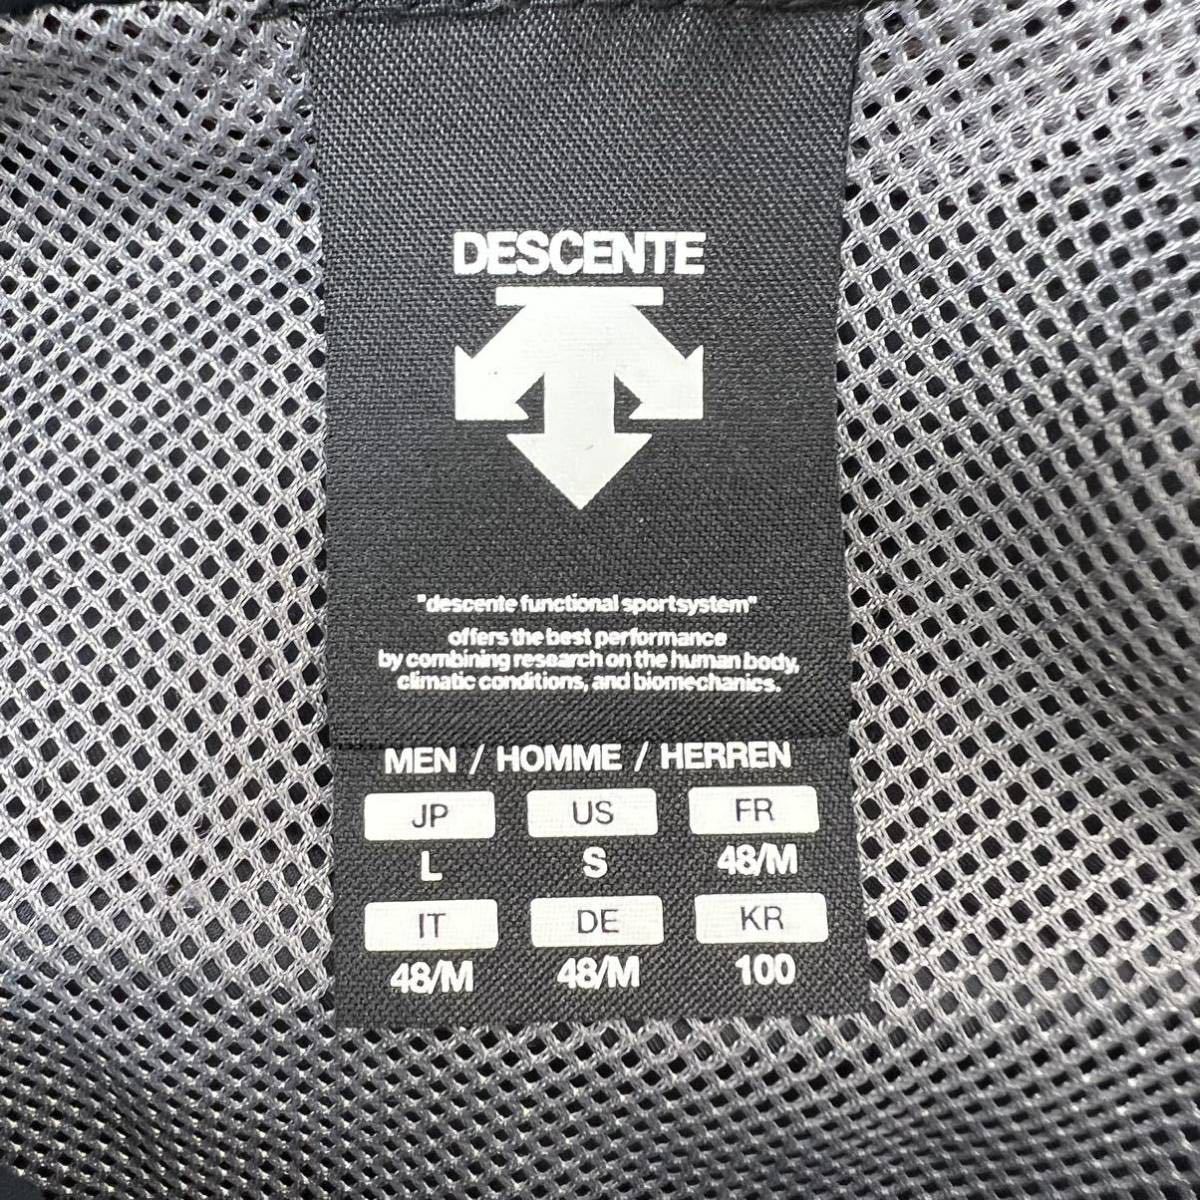 DESCENTE
"descente functional sportsystem"
offers the best performance
by combining research on the human body,
climatic conditions, and biomechanics.
MEN / HOMME / HERREN
JP US FR
L S 48/M
IT DE KR
48/M 48/M 100